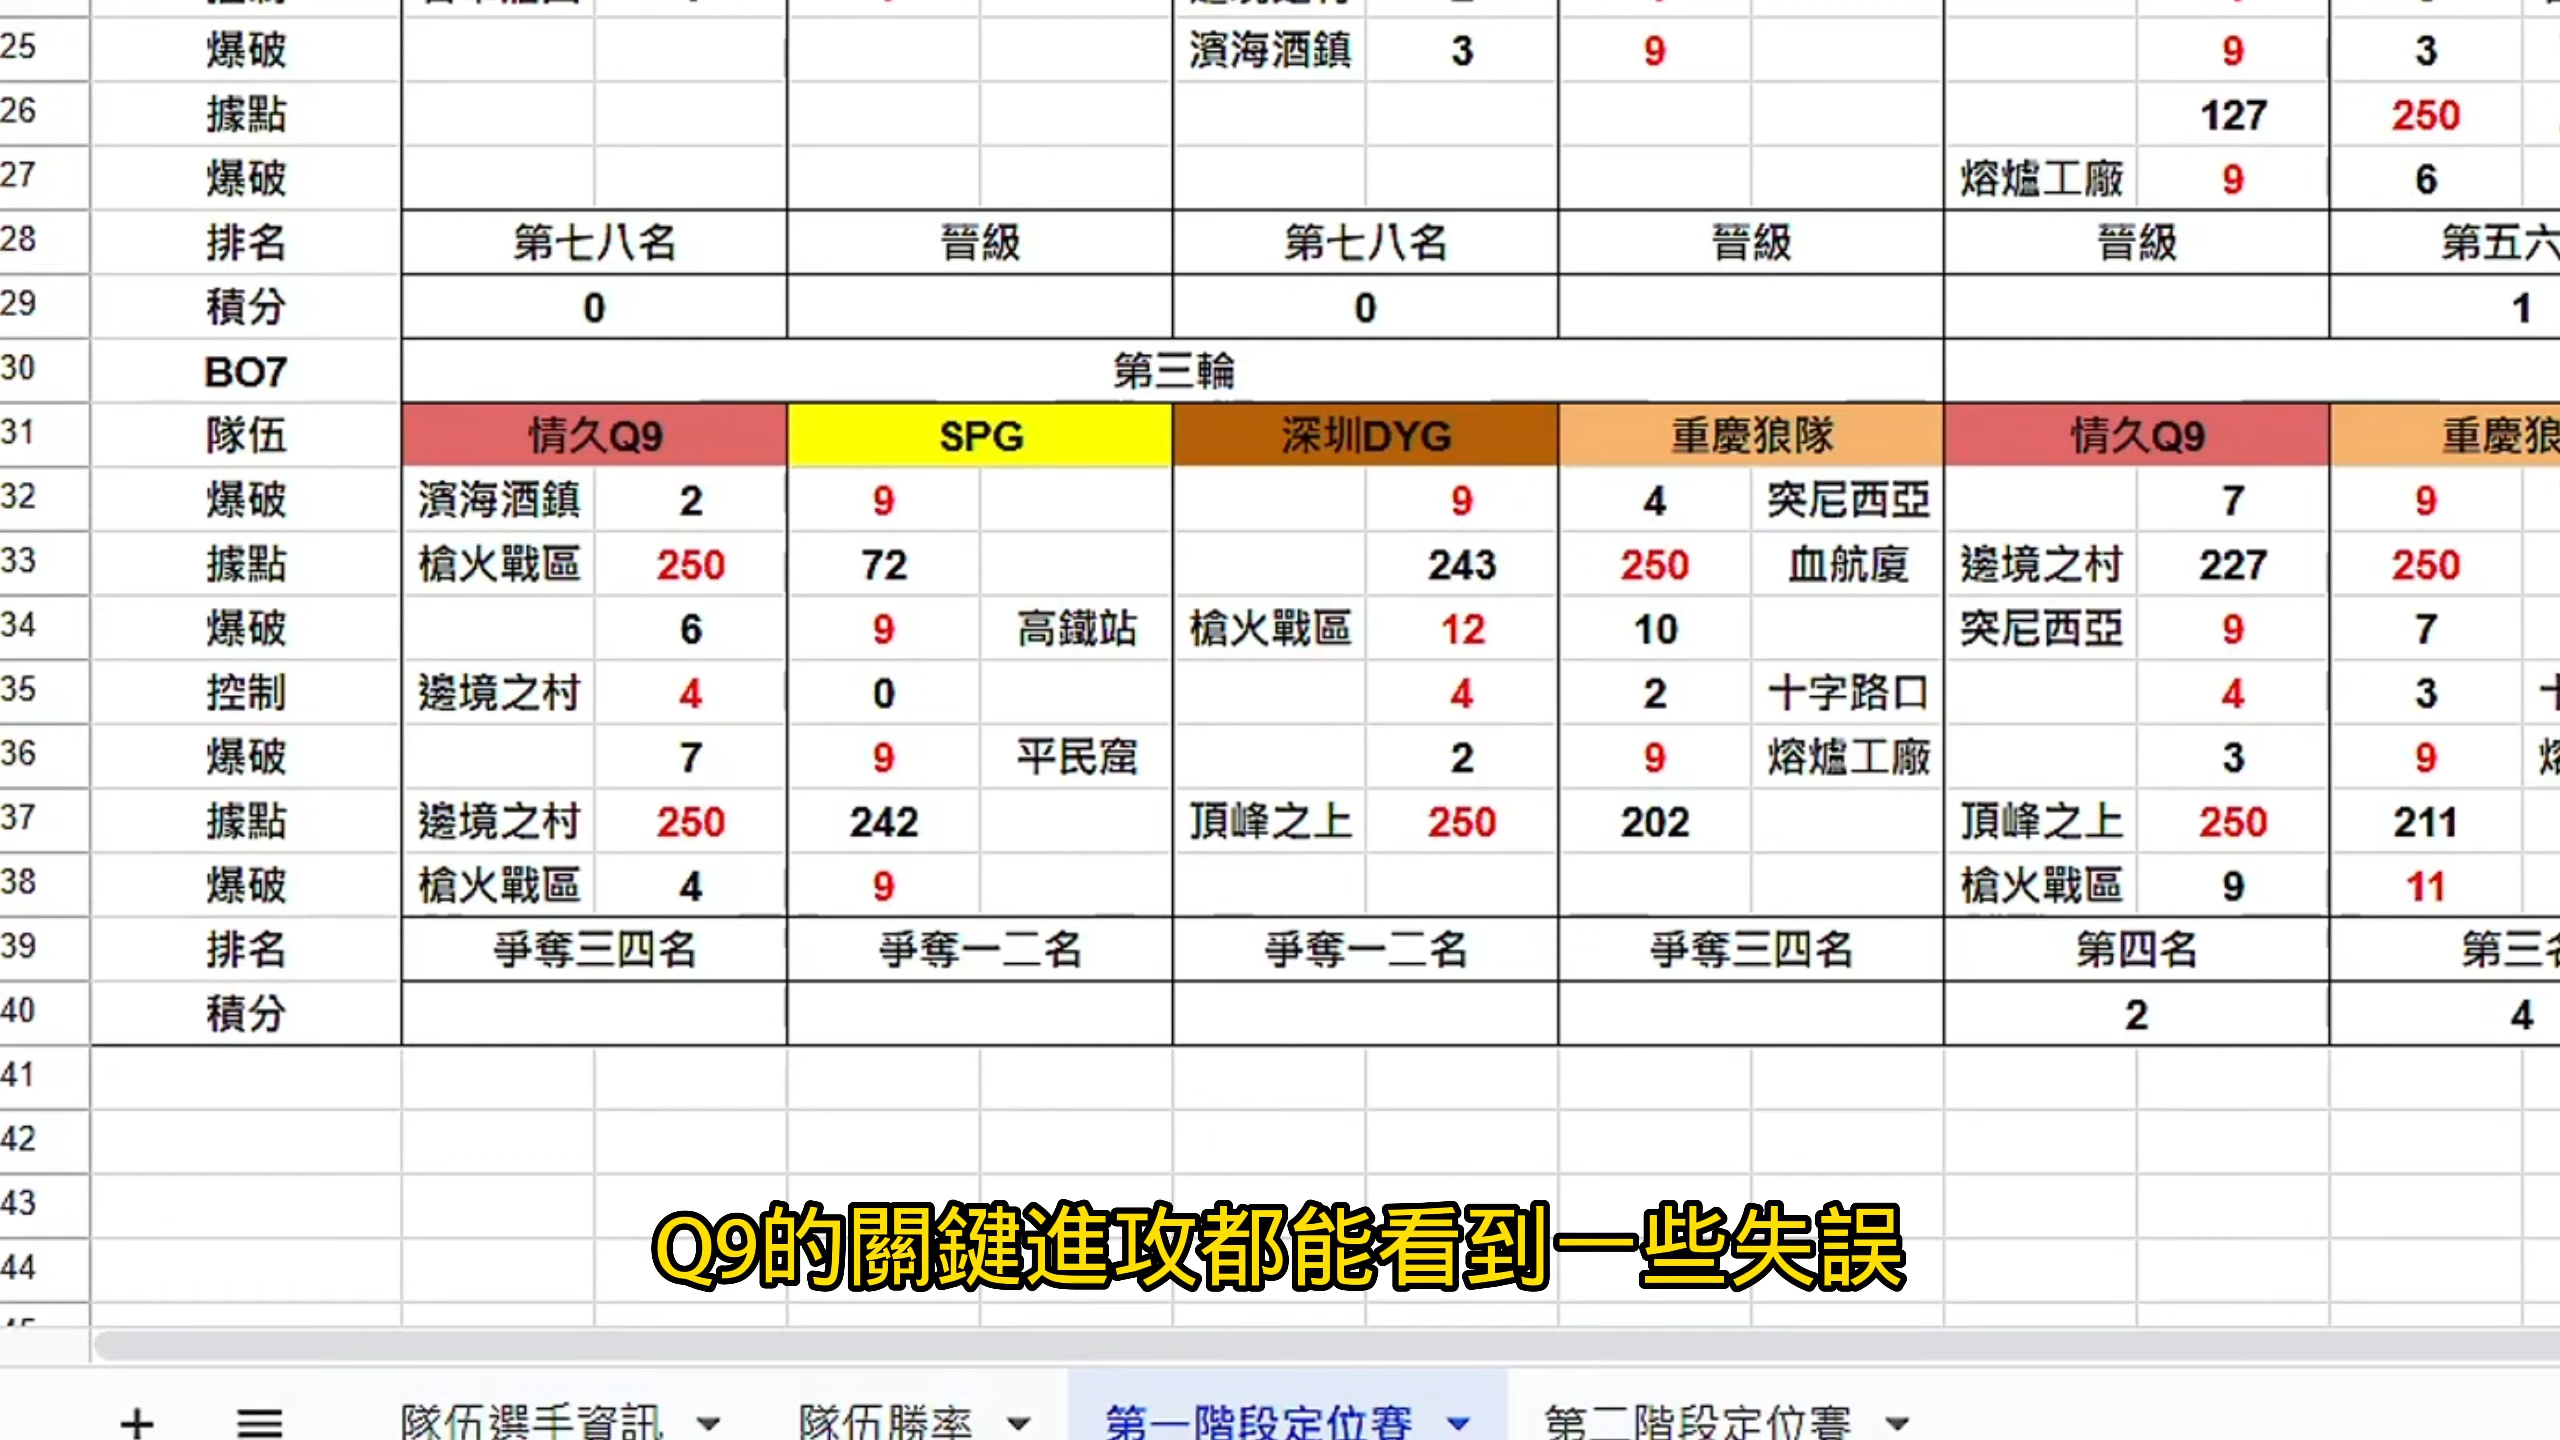 25 爆破 濱海酒鎮 3 9 9 3
26 據點 127 250
27 爆破 熔爐工廠 9 6
28 排名 第七八名 晉級 第七八名 晉級 晉級 第五六
29 積分 0 0 1
30 BO7 第三輪
31 隊伍 情久Q9 SPG 深圳DYG 重慶狼隊 情久Q9 重慶狼
32 爆破 濱海酒鎮 2 9 9 4 突尼西亞 7 9
33 據點 槍火戰區 250 72 243 250 血航廈 邊境之村 227 250
34 爆破 6 9 高鐵站 槍火戰區 12 10 突尼西亞 9 7
35 控制 邊境之村 4 0 4 2 十字路口 4 3
36 爆破 7 9 平民窟 2 9 熔爐工廠 3 9
37 據點 邊境之村 250 242 頂峰之上 250 202 頂峰之上 250 211
38 爆破 槍火戰區 4 9 槍火戰區 9 11
39 排名 爭奪三四名 爭奪一二名 爭奪一二名 爭奪三四名 第四名 第三名
40 積分 2 4
41
42
43
44
Q9的關鍵進攻都能看到一些失誤
隊伍選手資訊 隊伍勝率 第一階段定位賽 第二階段定位賽